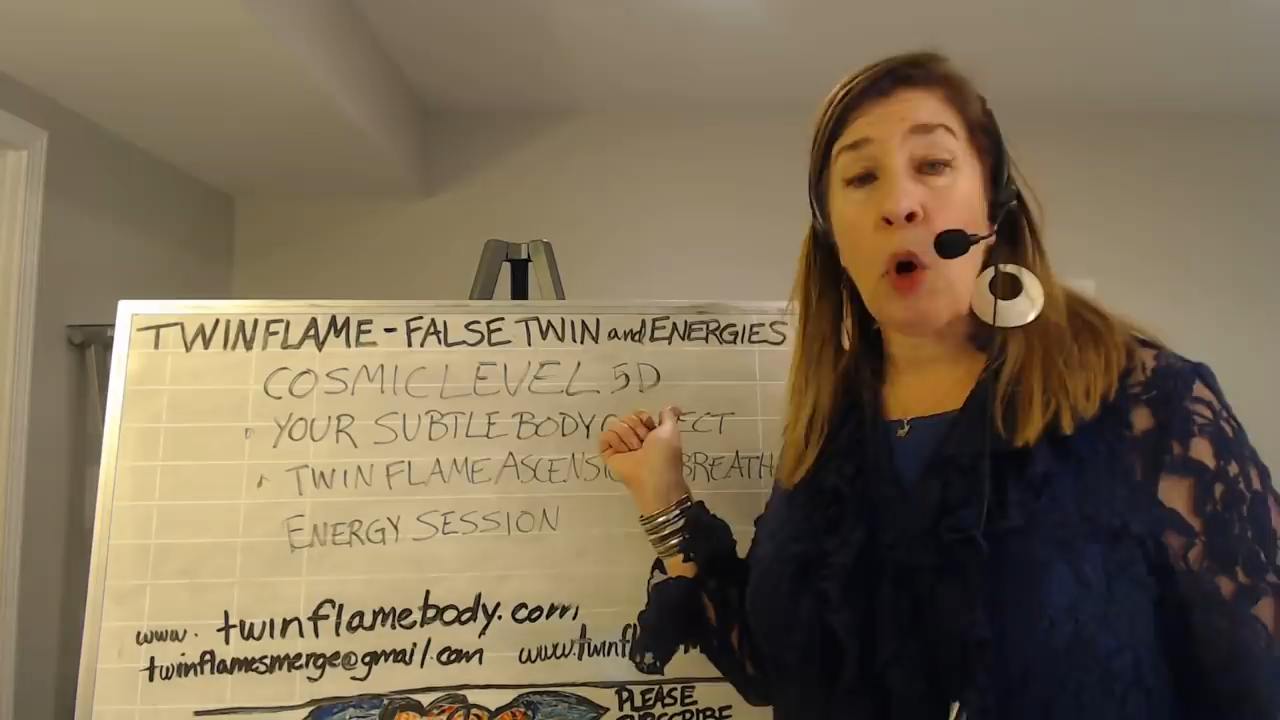 TWINFLAME - FALSE TWIN and ENERGIES
COSMIC LEVEL 5D
YOUR SUBTLE BODY
TWIN FLAME BREATH
ENERGY SESSION
www. twinflamebody.com
twinflamesmerge@gmail.com
PLEASE
SUBSCRIBE